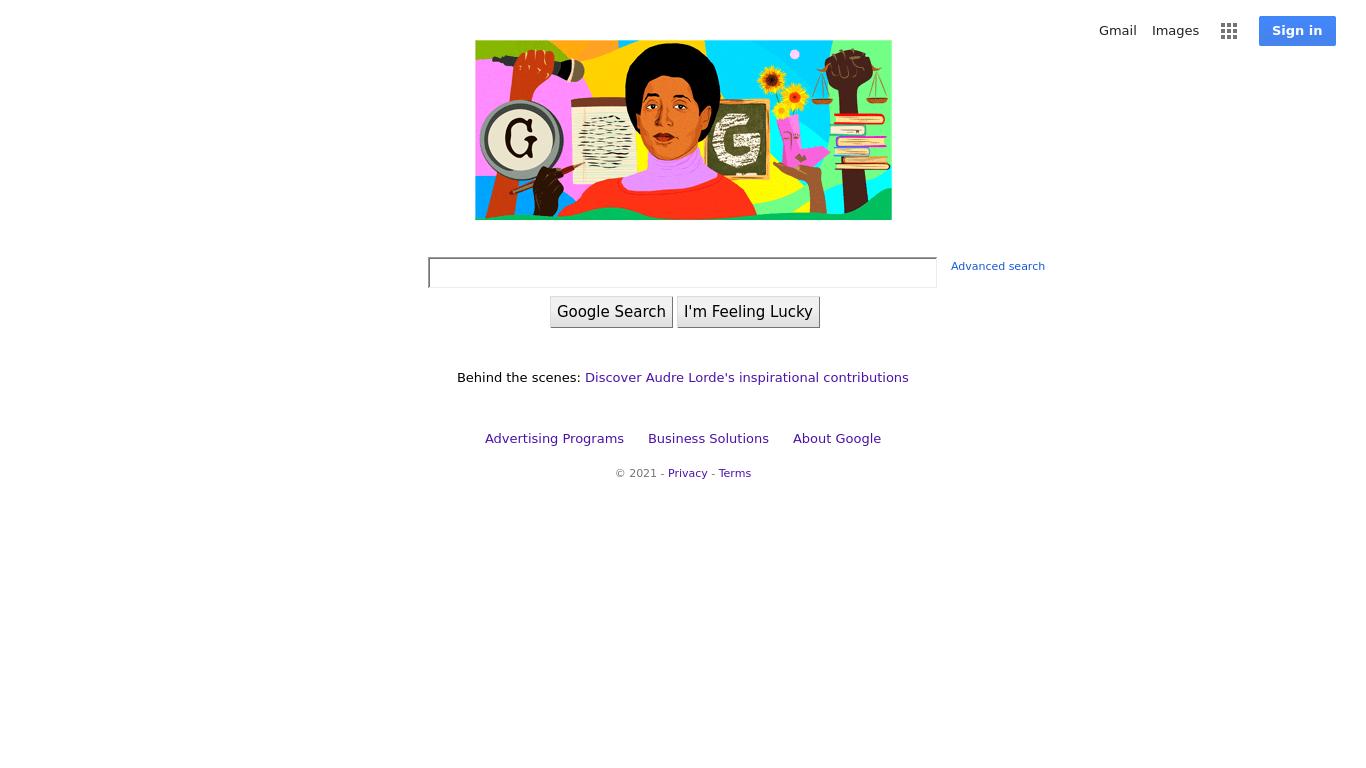 Gmail Images Sign in
G G
Advanced search
Google Search I'm Feeling Lucky
Behind the scenes: Discover Audre Lorde's inspirational contributions
Advertising Programs Business Solutions About Google
© 2021 - Privacy - Terms